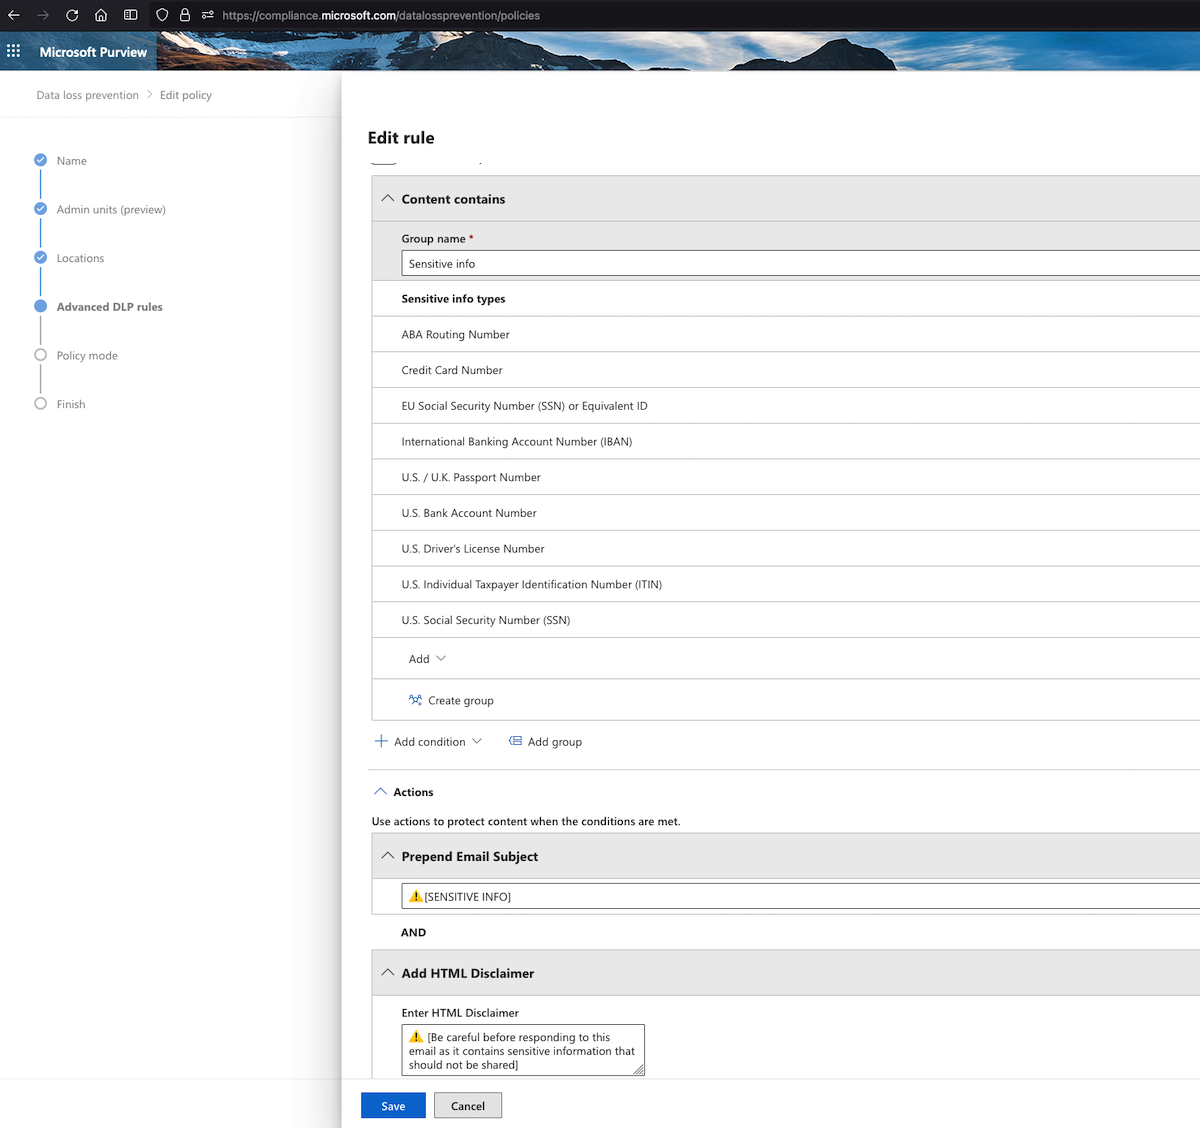 https://compliance.microsoft.com/datalossprevention/policies
Microsoft Purview
Data loss prevention > Edit policy
Name
Admin units (preview)
Locations
Advanced DLP rules
Policy mode
Finish
Edit rule
Content contains
Group name *
Sensitive info
Sensitive info types
ABA Routing Number
Credit Card Number
EU Social Security Number (SSN) or Equivalent ID
International Banking Account Number (IBAN)
U.S. / U.K. Passport Number
U.S. Bank Account Number
U.S. Driver's License Number
U.S. Individual Taxpayer Identification Number (ITIN)
U.S. Social Security Number (SSN)
Add
Create group
Add condition Add group
Actions
Use actions to protect content when the conditions are met.
Prepend Email Subject
⚠️[SENSITIVE INFO]
AND
Add HTML Disclaimer
Enter HTML Disclaimer
⚠️ [Be careful before responding to this
email as it contains sensitive information that
should not be shared]
Save Cancel